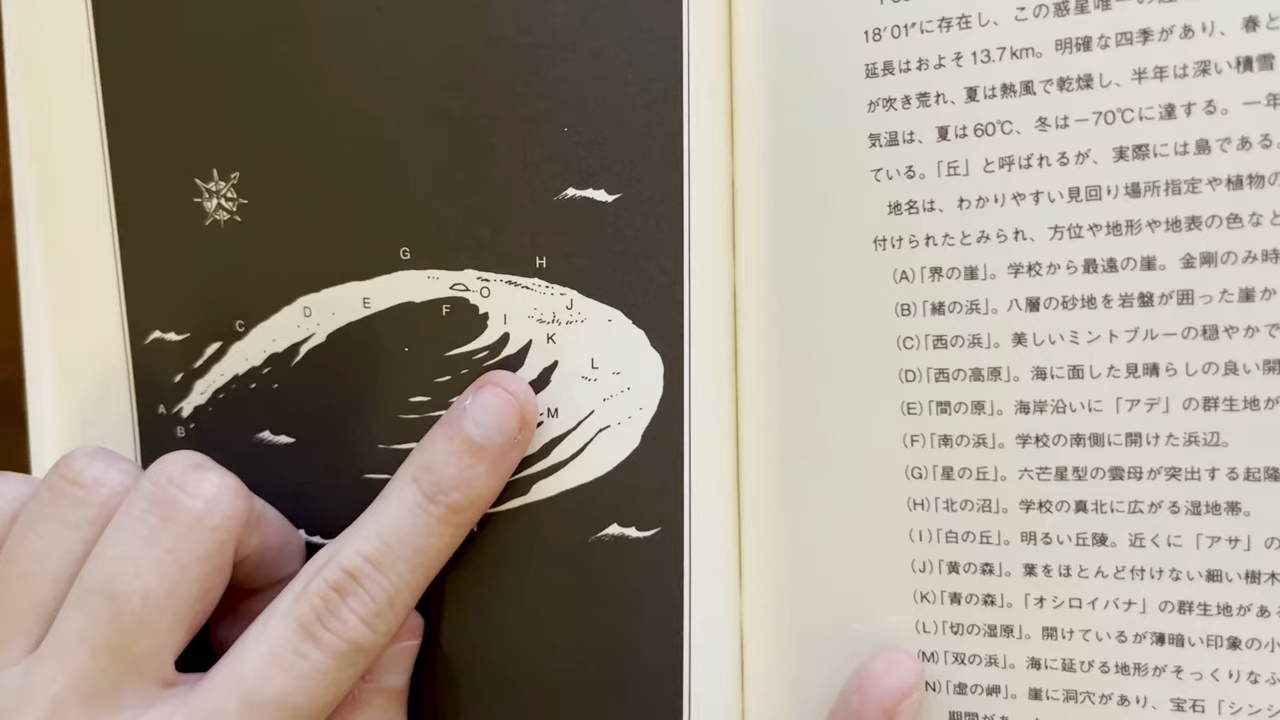 G
H
O
J
D
E
F
I
C
K
L
A
M
B
18′01″に存在し、この惑星唯一の
延長はおよそ13.7km。明確な四季があり、春と
が吹き荒れ、夏は熱風で乾燥し、半年は深い積雪
気温は、夏は60℃、冬は－70℃に達する。一年
ている。「丘」と呼ばれるが、実際には島である。
地名は、わかりやすい見回り場所指定や植物の
付けられたとみられ、方位や地形や地表の色など
(A)「界の崖」。学校から最遠の崖。金剛のみ時
(B)「緒の浜」。八層の砂地を岩盤が囲った崖か
(C)「西の浜」。美しいミントブルーの穏やかで
(D)「西の高原」。海に面した見晴らしの良い開
(E)「間の原」。海岸沿いに「アデ」の群生地が
(F)「南の浜」。学校の南側に開けた浜辺。
(G)「星の丘」。六芒星型の雲母が突出する起隆
(H)「北の沼」。学校の真北に広がる湿地帯。
(I)「白の丘」。明るい丘陵。近くに「アサ」の
(J)「黄の森」。葉をほとんど付けない細い樹木
(K)「青の森」。「オシロイバナ」の群生地がある
(L)「切の湿原」。開けているが薄暗い印象の小
(M)「双の浜」。海に延びる地形がそっくりなふ
N)「虚の岬」。崖に洞穴があり、宝石「シンシ
期間があ